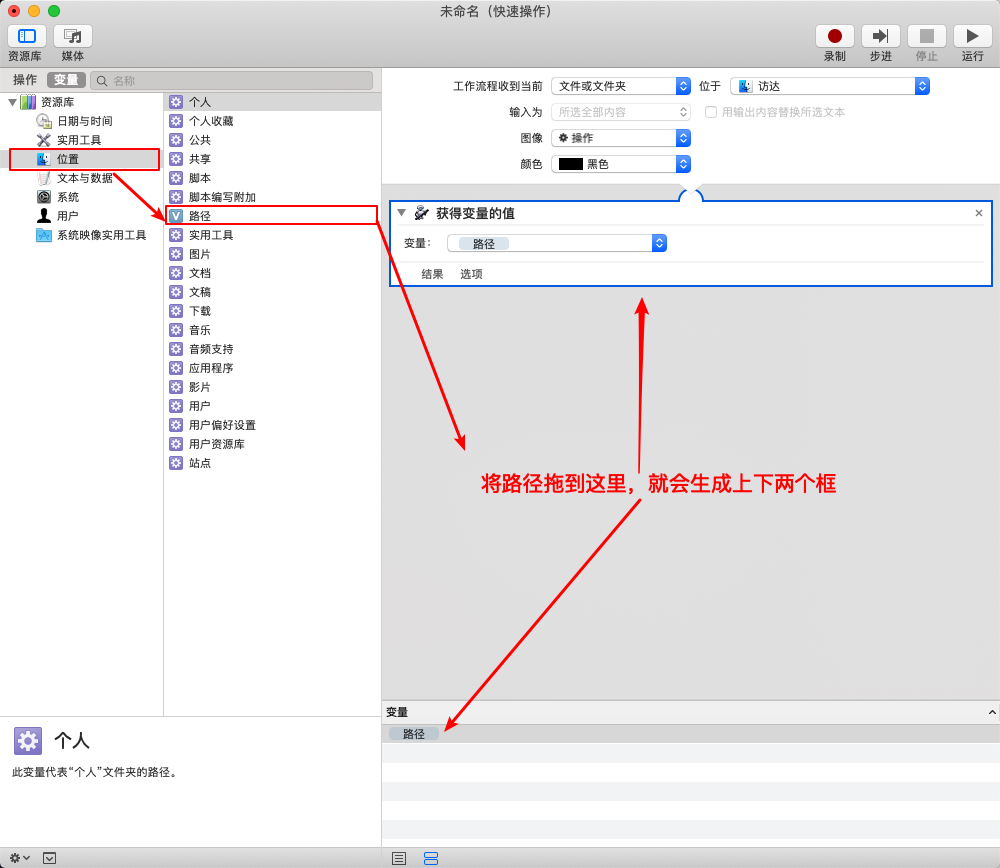 未命名（快速操作）
资源库
媒体
录制
步进
停止
运行
操作
变量
名称
资源库
日期与时间
实用工具
位置
文本与数据
系统
用户
系统映像实用工具
个人
个人收藏
公共
共享
脚本
脚本编写附加
V 路径
实用工具
图片
文档
文稿
下载
音乐
音频支持
应用程序
影片
用户
用户偏好设置
用户资源库
站点
工作流程收到当前 文件或文件夹 位于 访达
输入为 所选全部内容 用输出内容替换所选文本
图像 操作
颜色 黑色
获得变量的值
变量： 路径
结果 选项
将路径拖到这里，就会生成上下两个框
变量
路径
个人
此变量代表“个人”文件夹的路径。